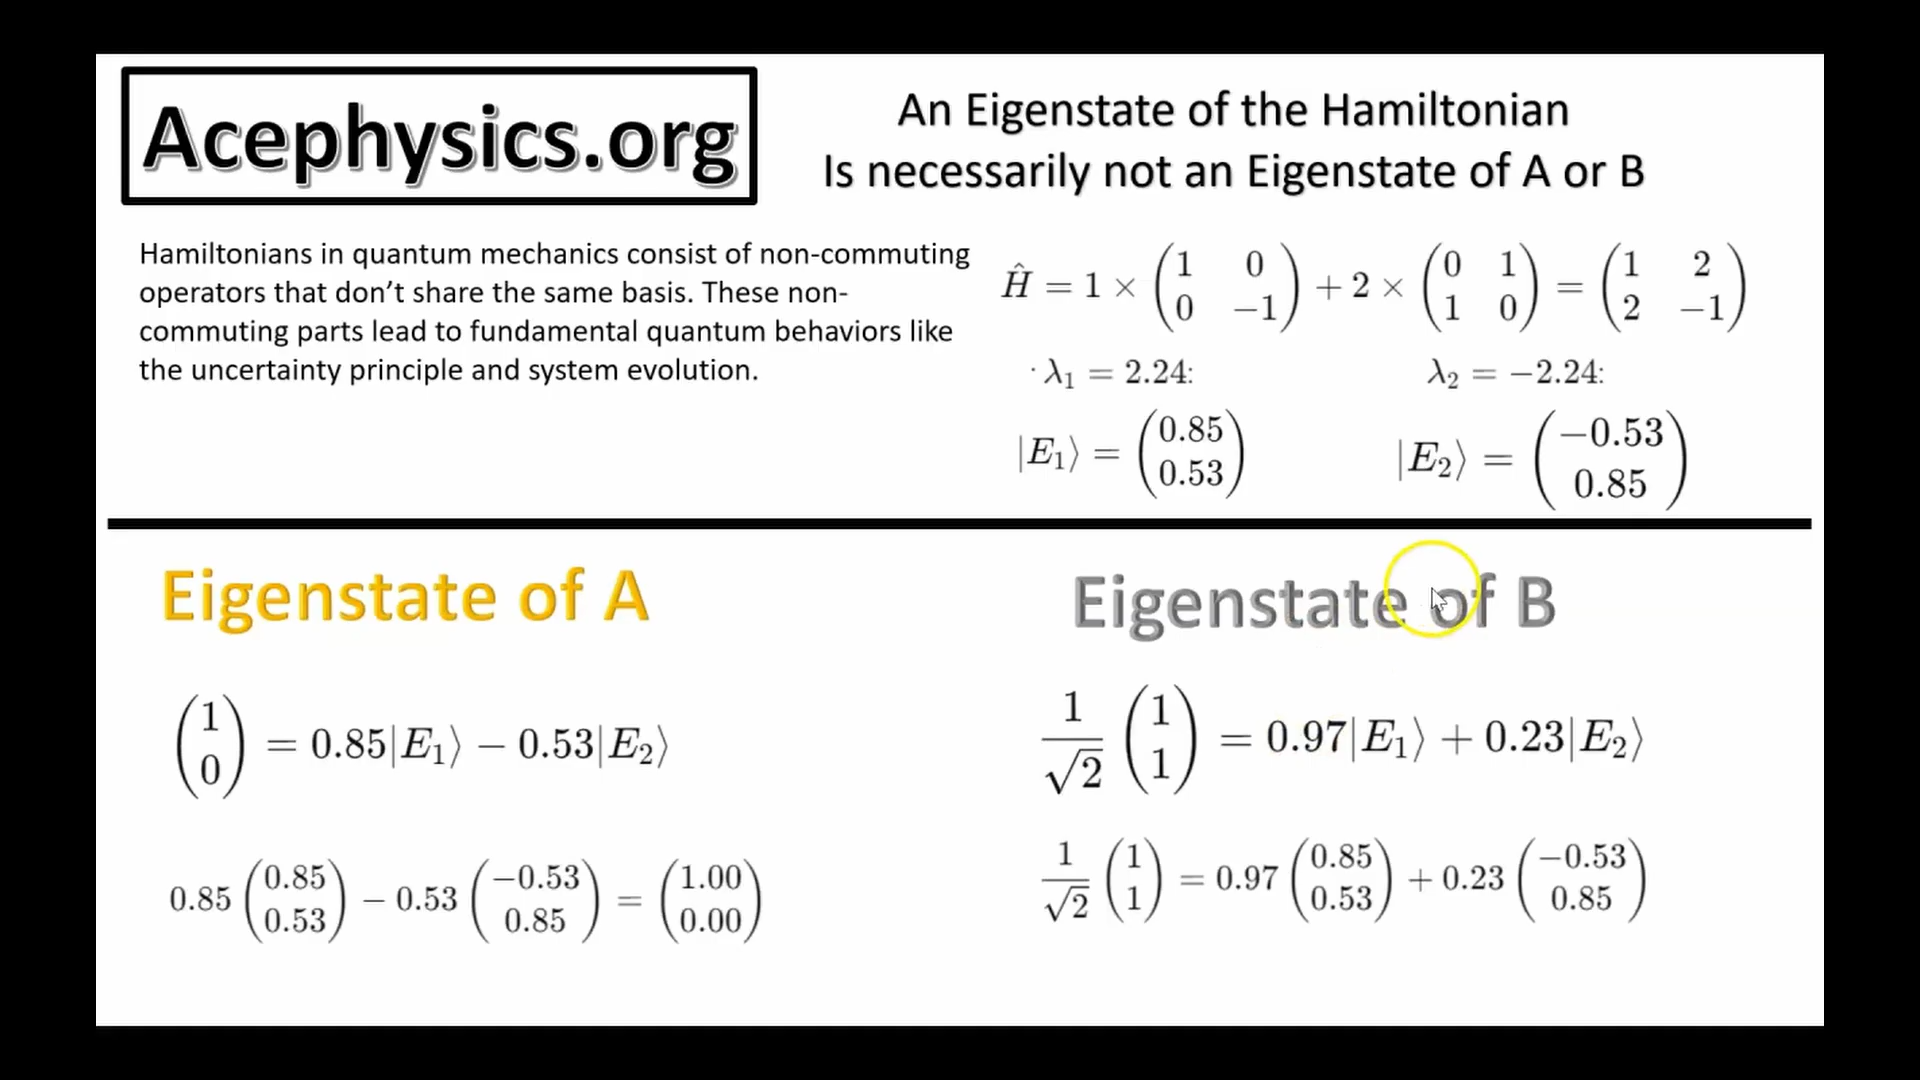 Acephysics.org
An Eigenstate of the Hamiltonian
Is necessarily not an Eigenstate of A or B
Hamiltonians in quantum mechanics consist of non-commuting
operators that don’t share the same basis. These non-
commuting parts lead to fundamental quantum behaviors like
the uncertainty principle and system evolution.
Ĥ = 1 × (1 0; 0 −1) + 2 × (0 1; 1 0) = (1 2; 2 −1)
· λ₁ = 2.24: λ₂ = −2.24:
|E₁⟩ = (0.85; 0.53) |E₂⟩ = (−0.53; 0.85)
Eigenstate of A
(1; 0) = 0.85|E₁⟩ − 0.53|E₂⟩
0.85 (0.85; 0.53) − 0.53 (−0.53; 0.85) = (1.00; 0.00)
Eigenstate of B
1/√2 (1; 1) = 0.97|E₁⟩ + 0.23|E₂⟩
1/√2 (1; 1) = 0.97 (0.85; 0.53) + 0.23 (−0.53; 0.85)